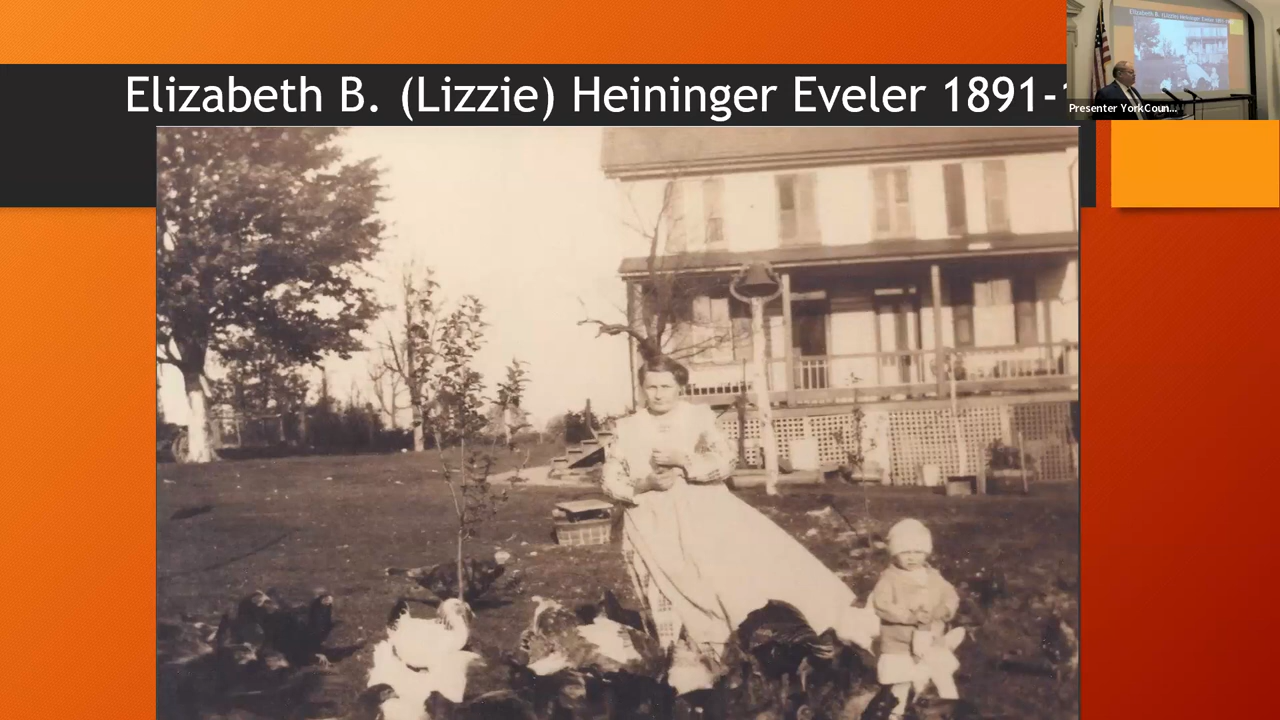 Elizabeth B. (Lizzie) Heininger Eveler 1891-
Presenter YorkCoun...